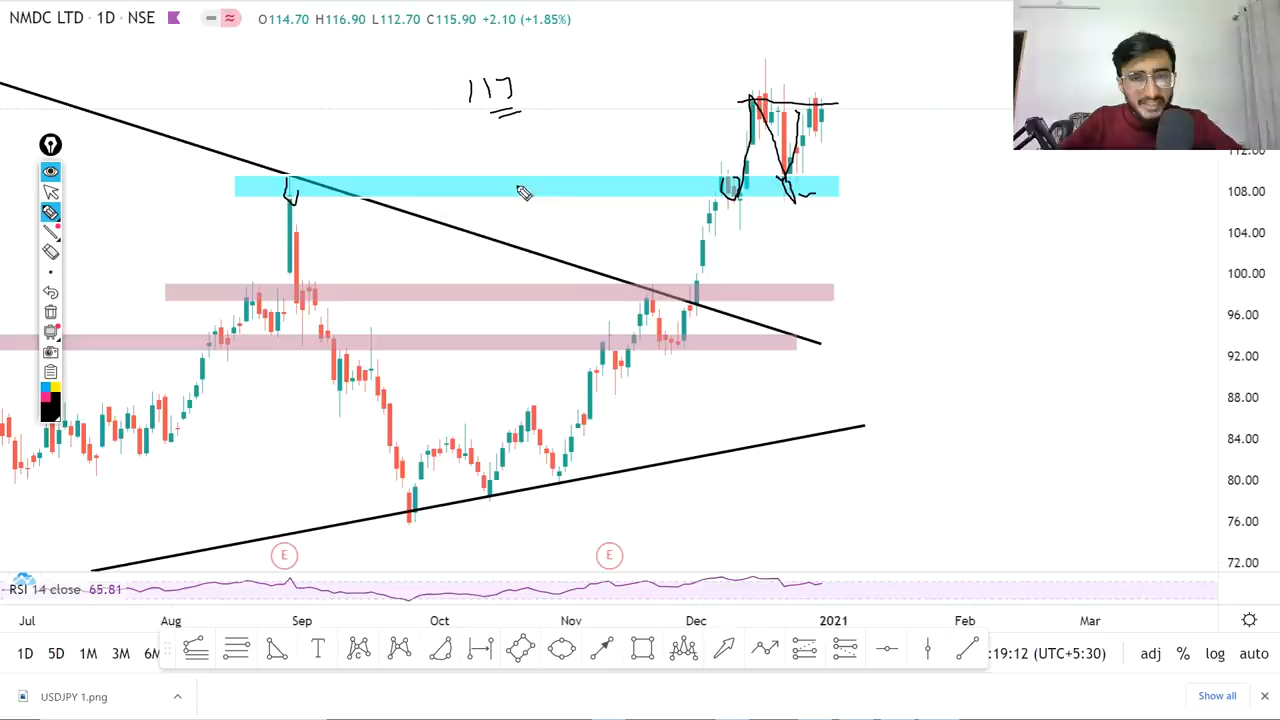 NMDC LTD · 1D · NSE
O114.70 H116.90 L112.70 C115.90 +2.10 (+1.85%)
117
112.00
108.00
104.00
100.00
96.00
92.00
88.00
84.00
80.00
76.00
72.00
E
E
RSI 14 close 65.81
Jul Aug Sep Oct Nov Dec 2021 Feb Mar
1D 5D 1M 3M 6M
:19:12 (UTC+5:30) adj % log auto
USDJPY 1.png
Show all